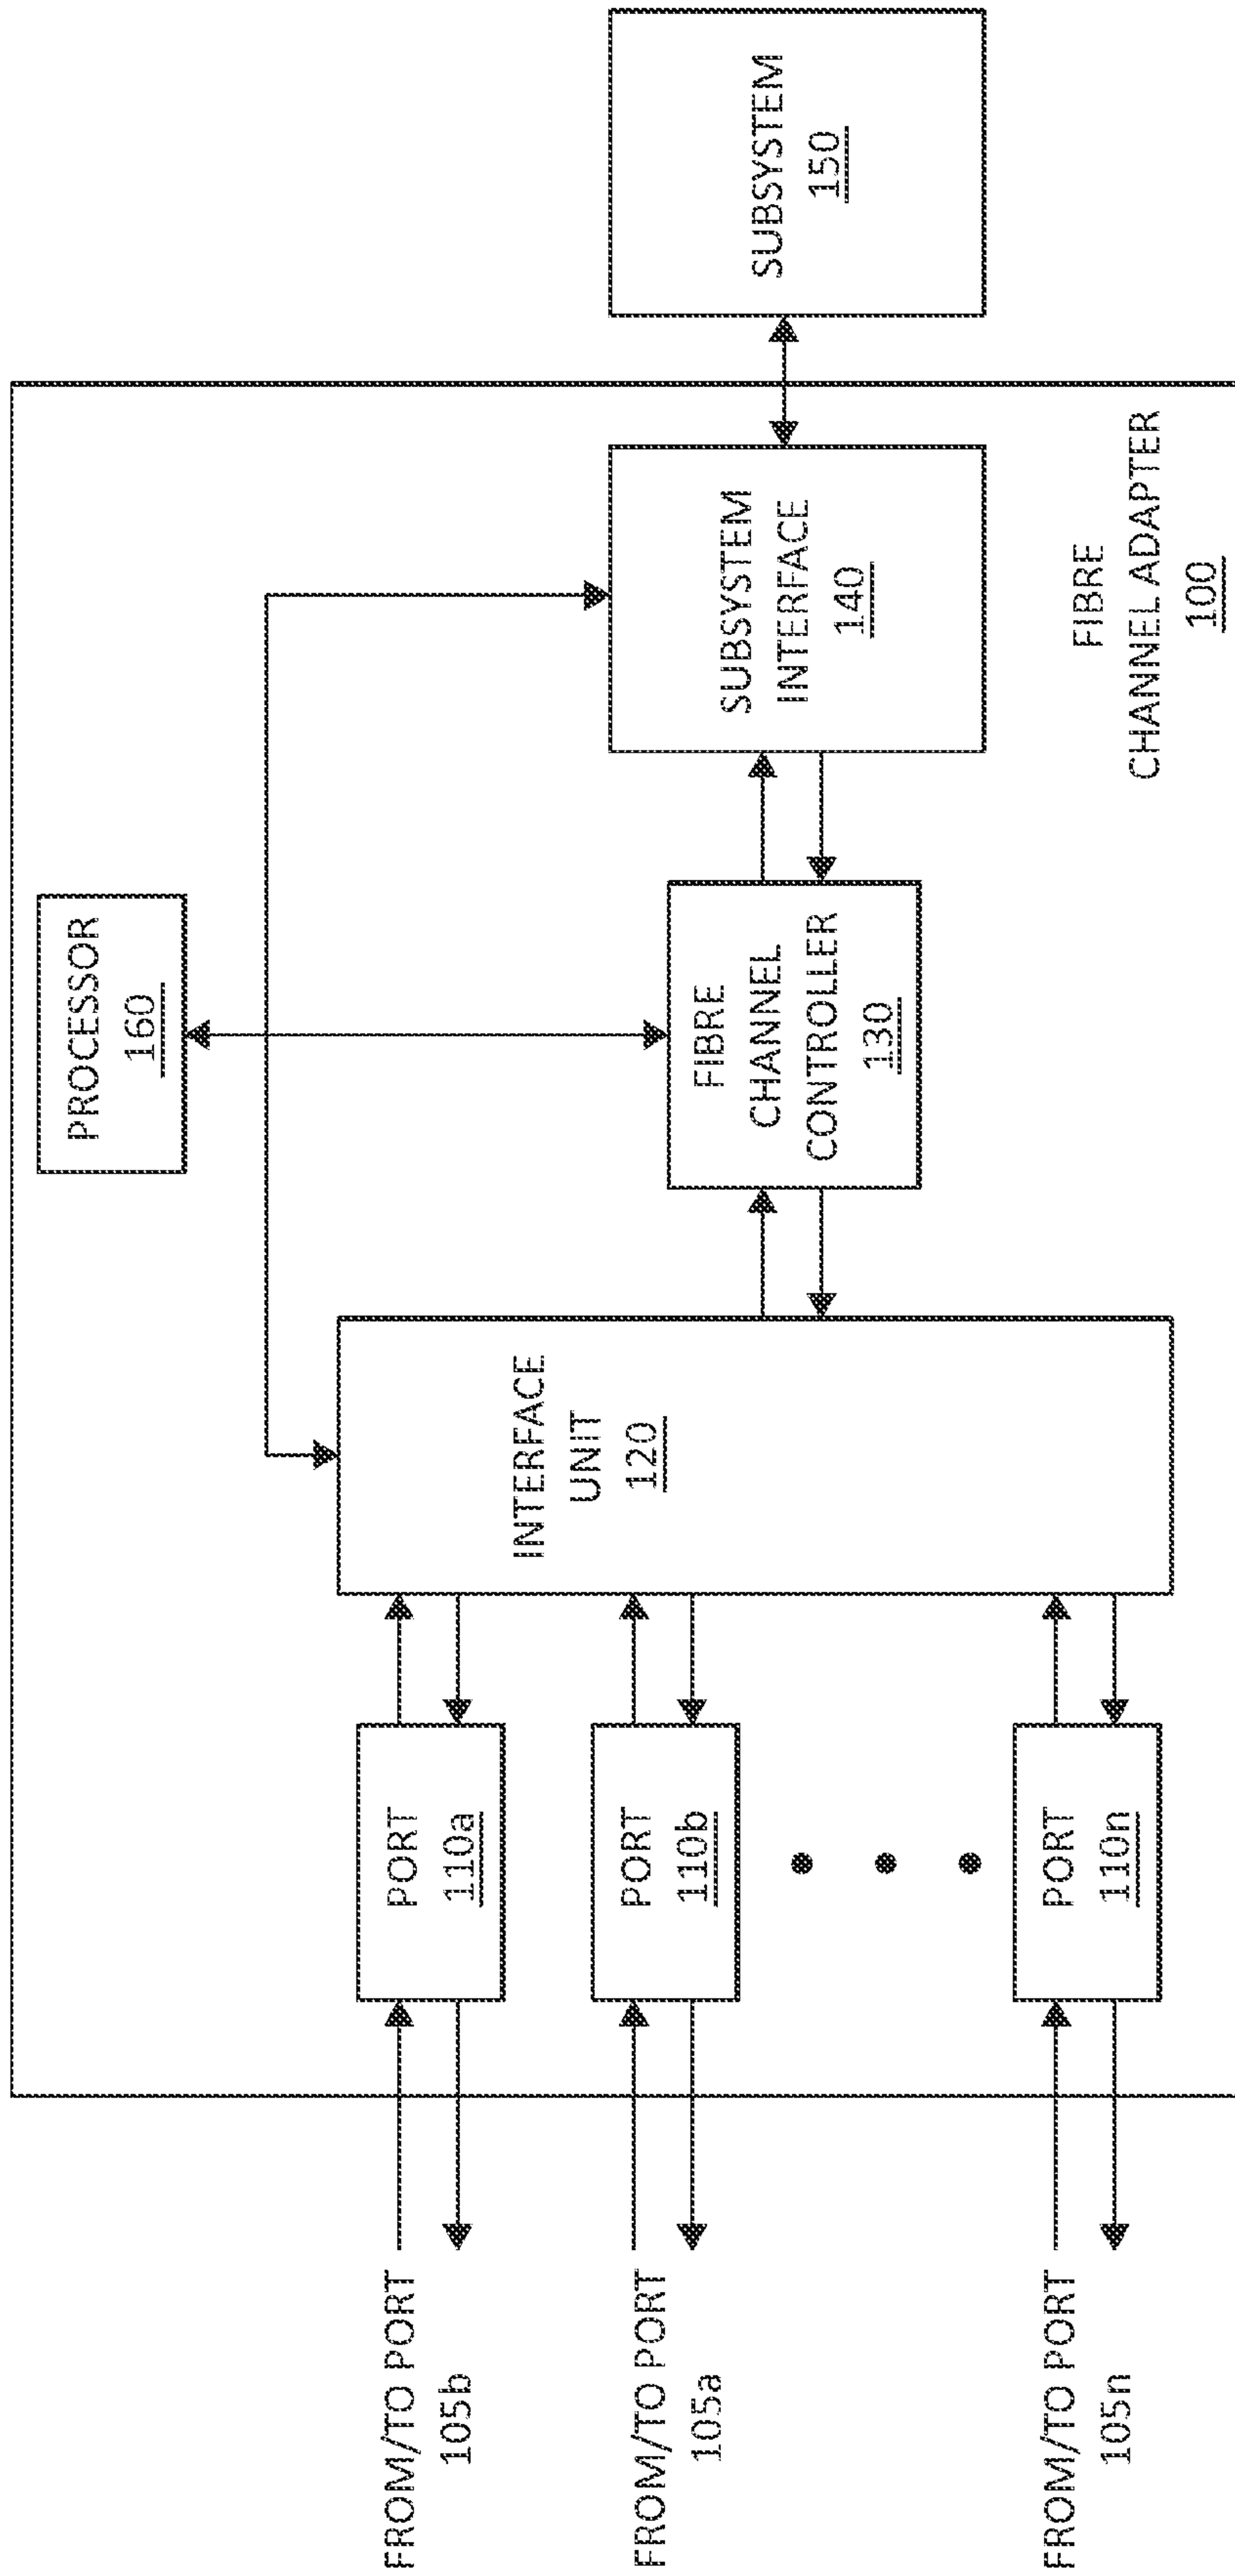 PROCESSOR
160
FROM/TO PORT
105b
PORT
110a
INTERFACE
UNIT
120
FROM/TO PORT
105a
PORT
110b
FIBRE
CHANNEL
CONTROLLER
130
SUBSYSTEM
INTERFACE
140
SUBSYSTEM
150
FROM/TO PORT
105n
PORT
110n
FIBRE
CHANNEL ADAPTER
100